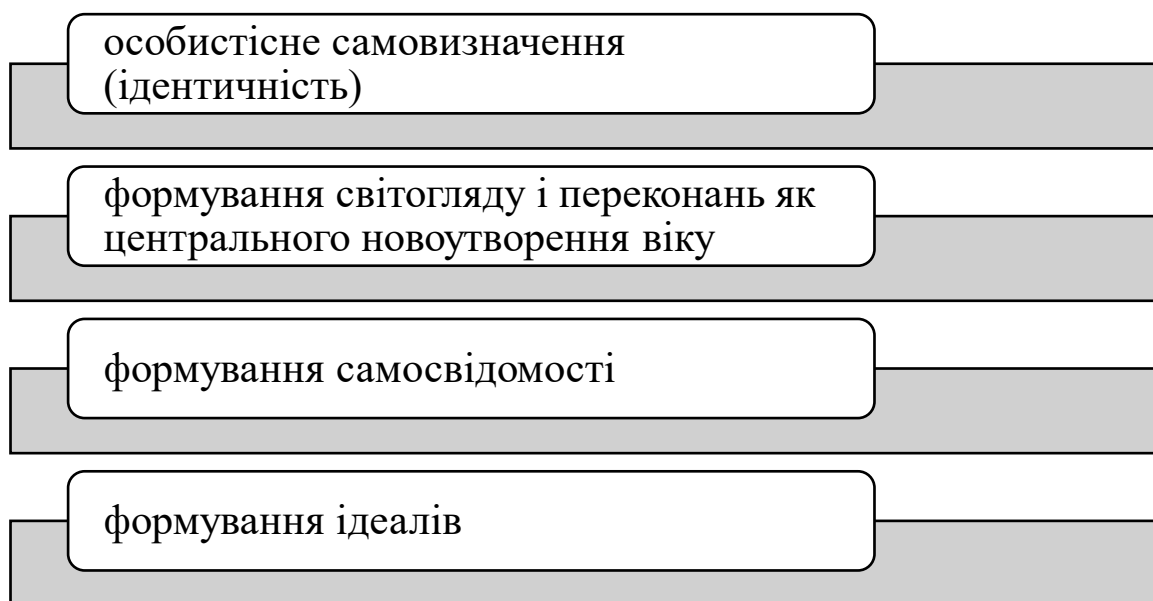 особистісне самовизначення
(ідентичність)
формування світогляду і переконань як
центрального новоутворення віку
формування самосвідомості
формування ідеалів